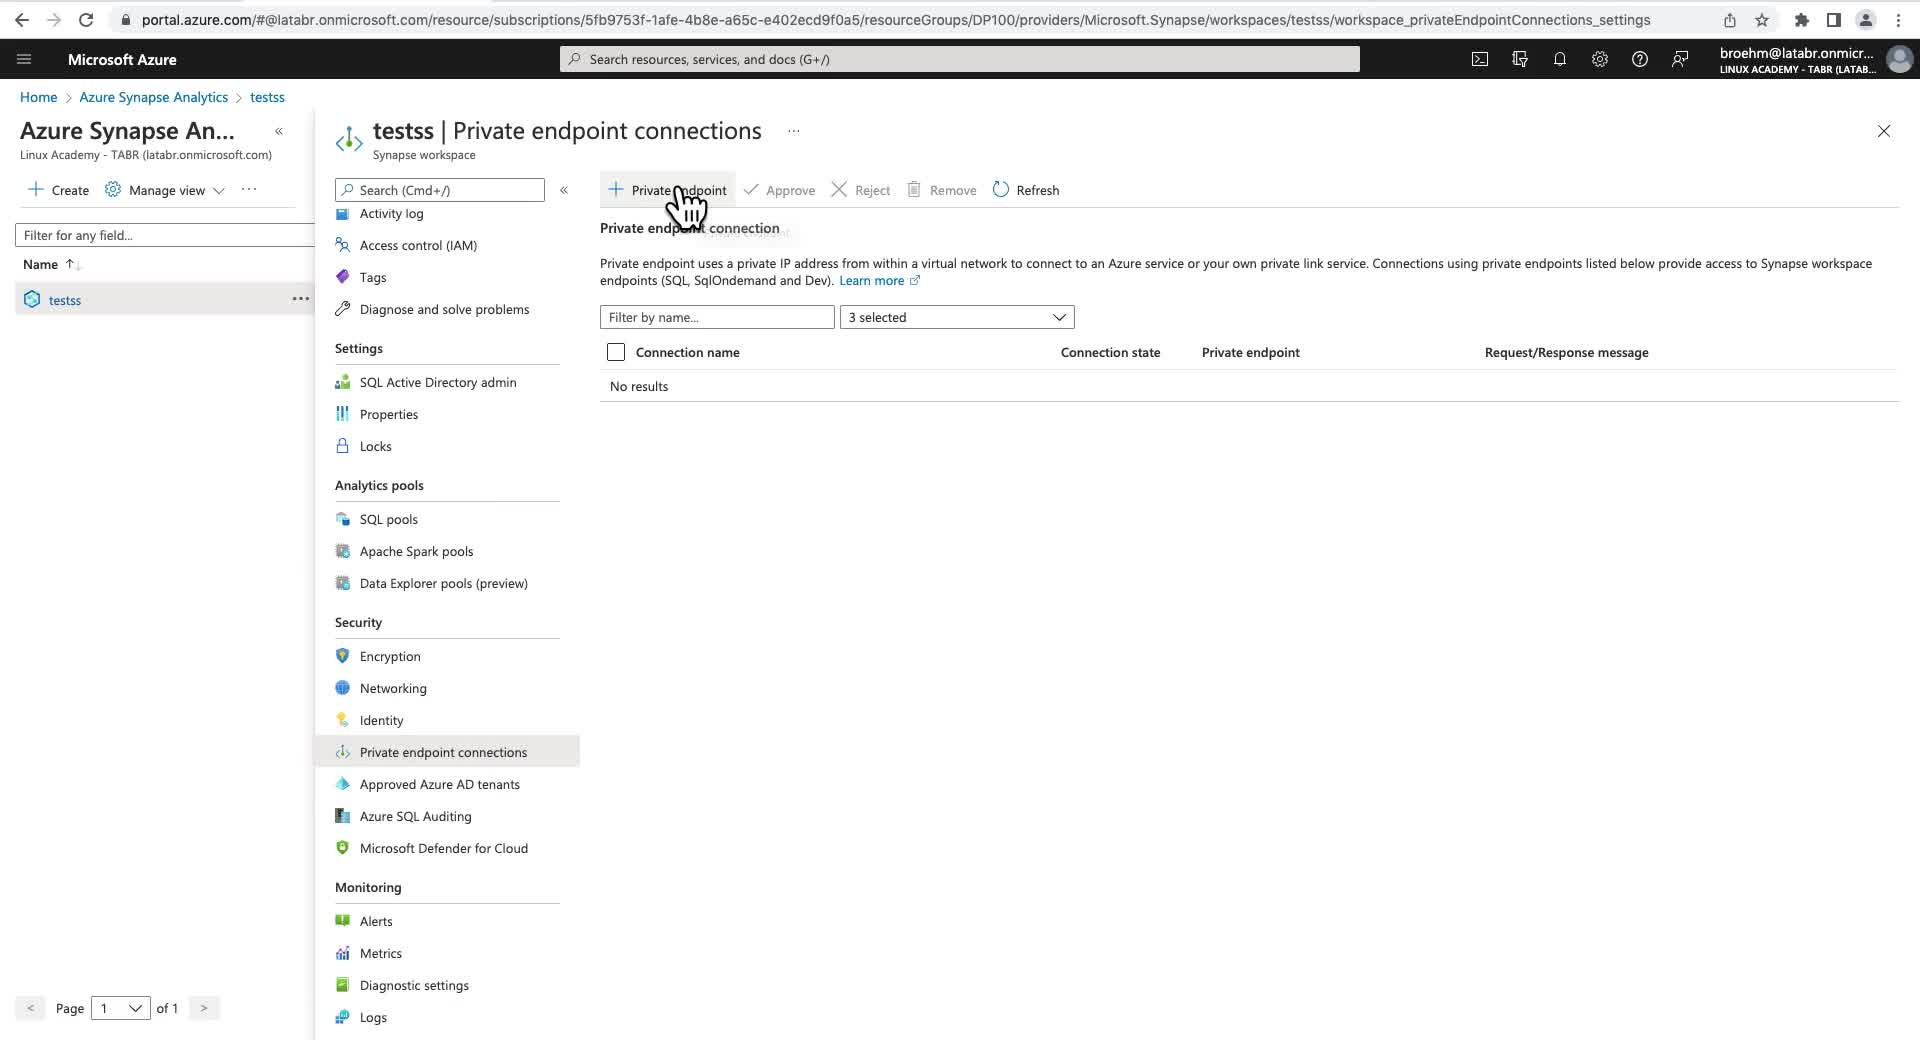 portal.azure.com/#@latabr.onmicrosoft.com/resource/subscriptions/5fb9753f-1afe-4b8e-a65c-e402ecd9f0a5/resourceGroups/DP100/providers/Microsoft.Synapse/workspaces/testss/workspace_privateEndpointConnections_settings
Microsoft Azure
Search resources, services, and docs (G+/)
broehm@latabr.onmicr...
LINUX ACADEMY - TABR (LATAB...
Home > Azure Synapse Analytics > testss
Azure Synapse An...
«
Linux Academy - TABR (latabr.onmicrosoft.com)
Create
Manage view
...
Filter for any field...
Name
testss
...
< Page 1 of 1 >
testss | Private endpoint connections
...
Synapse workspace
Search (Cmd+/)
«
Activity log
Access control (IAM)
Tags
Diagnose and solve problems
Settings
SQL Active Directory admin
Properties
Locks
Analytics pools
SQL pools
Apache Spark pools
Data Explorer pools (preview)
Security
Encryption
Networking
Identity
Private endpoint connections
Approved Azure AD tenants
Azure SQL Auditing
Microsoft Defender for Cloud
Monitoring
Alerts
Metrics
Diagnostic settings
Logs
Private endpoint
Approve
Reject
Remove
Refresh
Private endpoint connection
Private endpoint uses a private IP address from within a virtual network to connect to an Azure service or your own private link service. Connections using private endpoints listed below provide access to Synapse workspace
endpoints (SQL, SqlOndemand and Dev). Learn more
Filter by name...
3 selected
Connection name
Connection state
Private endpoint
Request/Response message
No results